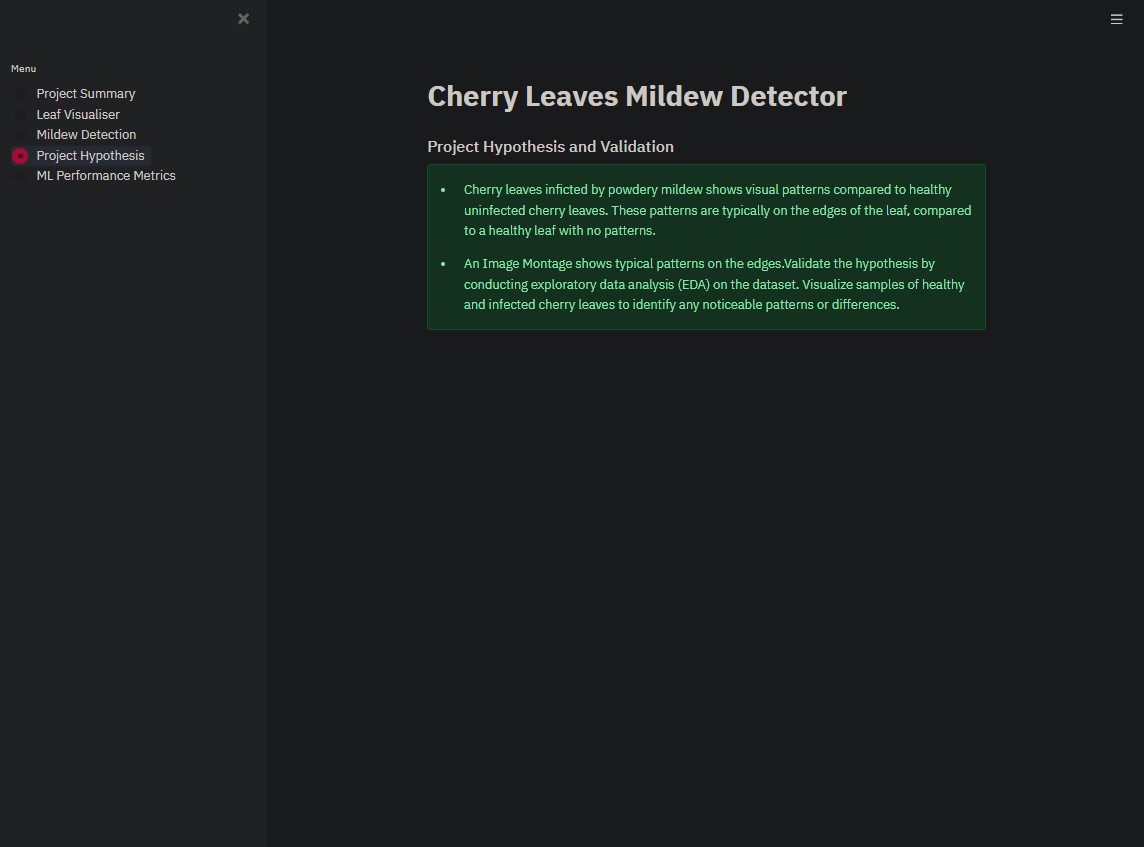 Menu
Project Summary
Leaf Visualiser
Mildew Detection
Project Hypothesis
ML Performance Metrics
Cherry Leaves Mildew Detector
Project Hypothesis and Validation
• Cherry leaves inficted by powdery mildew shows visual patterns compared to healthy
uninfected cherry leaves. These patterns are typically on the edges of the leaf, compared
to a healthy leaf with no patterns.
• An Image Montage shows typical patterns on the edges.Validate the hypothesis by
conducting exploratory data analysis (EDA) on the dataset. Visualize samples of healthy
and infected cherry leaves to identify any noticeable patterns or differences.